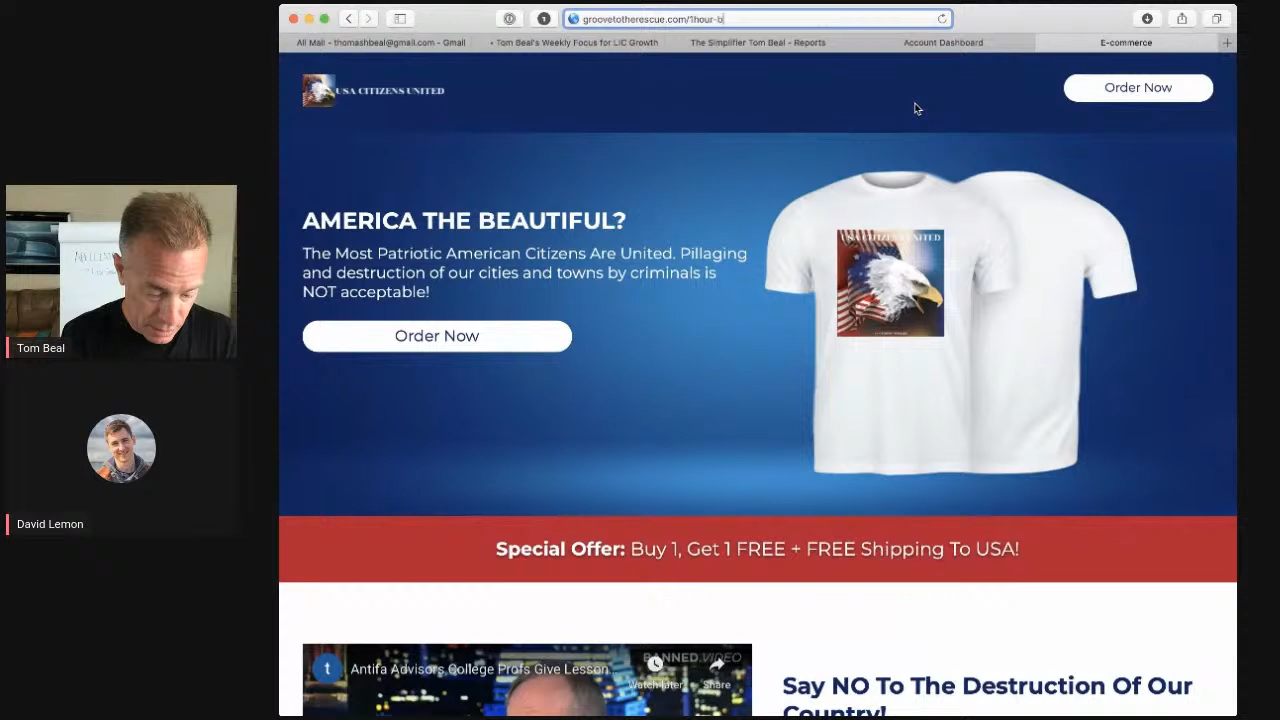 groovetotherescue.com/1hour-b
All Mail - thomashbeal@gmail.com - Gmail
• Tom Beal's Weekly Focus for LIC Growth
The Simplifier Tom Beal - Reports
Account Dashboard
E-commerce
USA CITIZENS UNITED
Order Now
AMERICA THE BEAUTIFUL?
The Most Patriotic American Citizens Are United. Pillaging
and destruction of our cities and towns by criminals is
NOT acceptable!
Order Now
USA CITIZENS UNITED
Tom Beal
David Lemon
Special Offer: Buy 1, Get 1 FREE + FREE Shipping To USA!
BANNED.VIDEO
t
Antifa Advisors College Profs Give Lesson...
Watch later
Share
Say NO To The Destruction Of Our
Country!